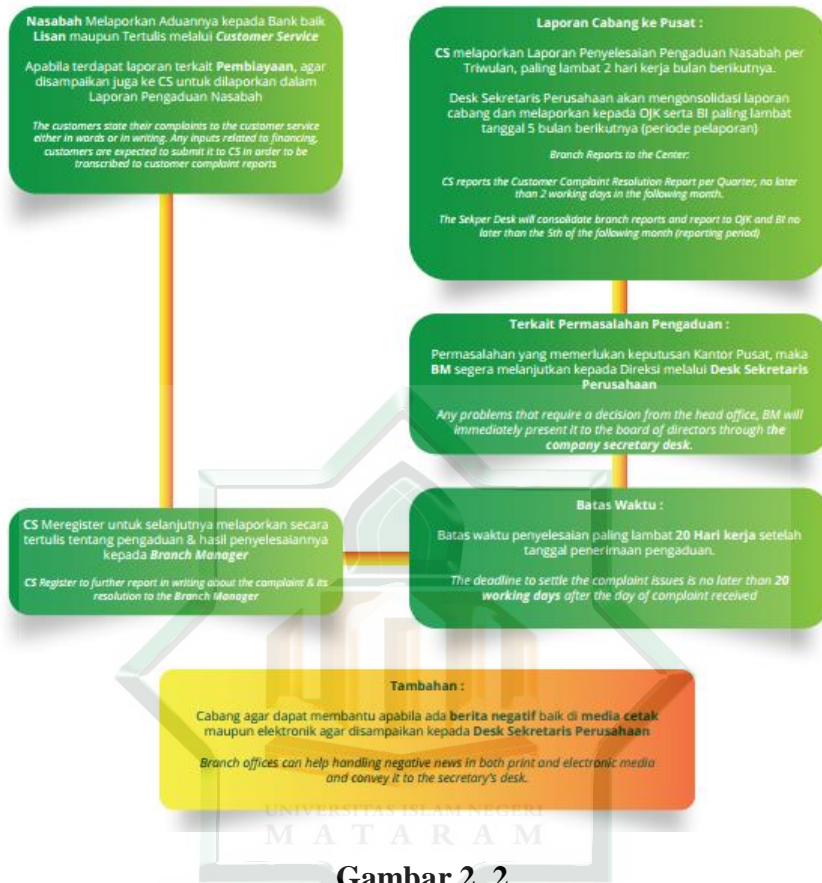 Nasabah Melaporkan Aduannya kepada Bank baik
Lisan maupun Tertulis melalui Customer Service
Apabila terdapat laporan terkait Pembiayaan, agar
disampaikan juga ke CS untuk dilaporkan dalam
Laporan Pengaduan Nasabah
The customers state their complaints to the customer service
either in words or in writing. Any inputs related to financing,
customers are expected to submit it to CS in order to be
transcribed to customer complaint reports
CS Meregister untuk selanjutnya melaporkan secara
tertulis tentang pengaduan & hasil penyelesaiannya
kepada Branch Manager
CS Register to further report in writing about the complaint & its
resolution to the Branch Manager
Batas Waktu :
Batas waktu penyelesaian paling lambat 20 Hari kerja setelah
tanggal penerimaan pengaduan.
The deadline to settle the complaint issues is no later than 20
working days after the day of complaint received
Terkait Permasalahan Pengaduan :
Permasalahan yang memerlukan keputusan Kantor Pusat, maka
BM segera melanjutkan kepada Direksi melalui Desk Sekretaris
Perusahaan
Any problems that require a decision from the head office, BM will
immediately present it to the board of directors through the
company secretary desk.
Laporan Cabang ke Pusat :
CS melaporkan Laporan Penyelesaian Pengaduan Nasabah per
Triwulan, paling lambat 2 hari kerja bulan berikutnya.
Desk Sekretaris Perusahaan akan mengonsolidasi laporan
cabang dan melaporkan kepada OJK serta BI paling lambat
tanggal 5 bulan berikutnya (periode pelaporan)
Branch Reports to the Center:
CS reports the Customer Complaint Resolution Report per Quarter, no later
than 2 working days in the following month.
The Sekper Desk will consolidate branch reports and report to OJK and BI no
later than the 5th of the following month (reporting period)
Tambahan :
Cabang agar dapat membantu apabila ada berita negatif baik di media cetak
maupun elektronik agar disampaikan kepada Desk Sekretaris Perusahaan
Branch offices can help handling negative news in both print and electronic media
and convey it to the secretary's desk.
UNIVERSITAS ISLAM NEGERI
MATARAM
Gambar 2. 2